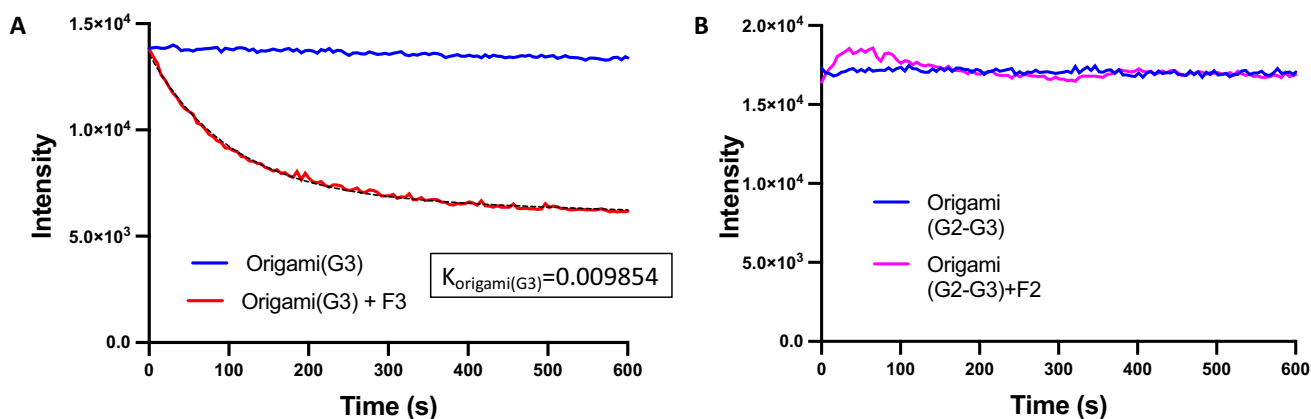 A
Intensity
1.5×10⁴
1.0×10⁴
5.0×10³
0.0
0 100 200 300 400 500 600
Time (s)
Origami(G3)
Origami(G3) + F3
Korigami(G3)=0.009854
B
Intensity
2.0×10⁴
1.5×10⁴
1.0×10⁴
5.0×10³
0.0
0 100 200 300 400 500 600
Time (s)
Origami
(G2-G3)
Origami
(G2-G3)+F2